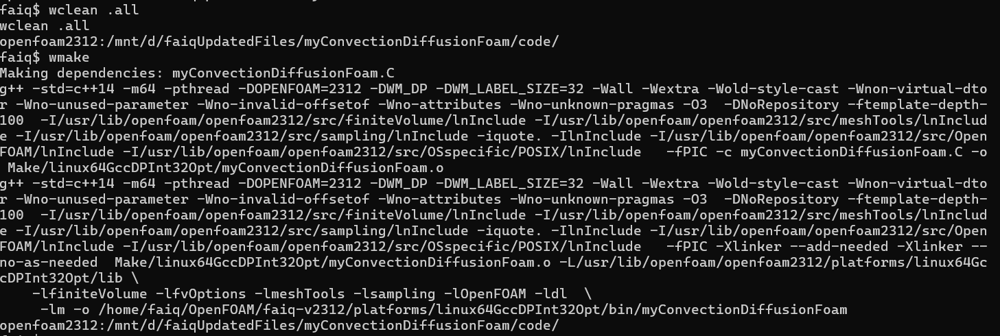 faiq$ wclean .all
wclean .all
openfoam2312:/mnt/d/faiqUpdatedFiles/myConvectionDiffusionFoam/code/
faiq$ wmake
Making dependencies: myConvectionDiffusionFoam.C
g++ -std=c++14 -m64 -pthread -DOPENFOAM=2312 -DWM_DP -DWM_LABEL_SIZE=32 -Wall -Wextra -Wold-style-cast -Wnon-virtual-dto
r -Wno-unused-parameter -Wno-invalid-offsetof -Wno-attributes -Wno-unknown-pragmas -O3  -DNoRepository -ftemplate-depth-
100  -I/usr/lib/openfoam/openfoam2312/src/finiteVolume/lnInclude -I/usr/lib/openfoam/openfoam2312/src/meshTools/lnInclud
e -I/usr/lib/openfoam/openfoam2312/src/sampling/lnInclude -iquote. -IlnInclude -I/usr/lib/openfoam/openfoam2312/src/Open
FOAM/lnInclude -I/usr/lib/openfoam/openfoam2312/src/OSspecific/POSIX/lnInclude   -fPIC -c myConvectionDiffusionFoam.C -o
 Make/linux64GccDPInt32Opt/myConvectionDiffusionFoam.o
g++ -std=c++14 -m64 -pthread -DOPENFOAM=2312 -DWM_DP -DWM_LABEL_SIZE=32 -Wall -Wextra -Wold-style-cast -Wnon-virtual-dto
r -Wno-unused-parameter -Wno-invalid-offsetof -Wno-attributes -Wno-unknown-pragmas -O3  -DNoRepository -ftemplate-depth-
100  -I/usr/lib/openfoam/openfoam2312/src/finiteVolume/lnInclude -I/usr/lib/openfoam/openfoam2312/src/meshTools/lnInclud
e -I/usr/lib/openfoam/openfoam2312/src/sampling/lnInclude -iquote. -IlnInclude -I/usr/lib/openfoam/openfoam2312/src/Open
FOAM/lnInclude -I/usr/lib/openfoam/openfoam2312/src/OSspecific/POSIX/lnInclude   -fPIC -Xlinker --add-needed -Xlinker --
no-as-needed  Make/linux64GccDPInt32Opt/myConvectionDiffusionFoam.o -L/usr/lib/openfoam/openfoam2312/platforms/linux64Gc
cDPInt32Opt/lib \
    -lfiniteVolume -lfvOptions -lmeshTools -lsampling -lOpenFOAM -ldl  \
     -lm -o /home/faiq/OpenFOAM/faiq-v2312/platforms/linux64GccDPInt32Opt/bin/myConvectionDiffusionFoam
openfoam2312:/mnt/d/faiqUpdatedFiles/myConvectionDiffusionFoam/code/